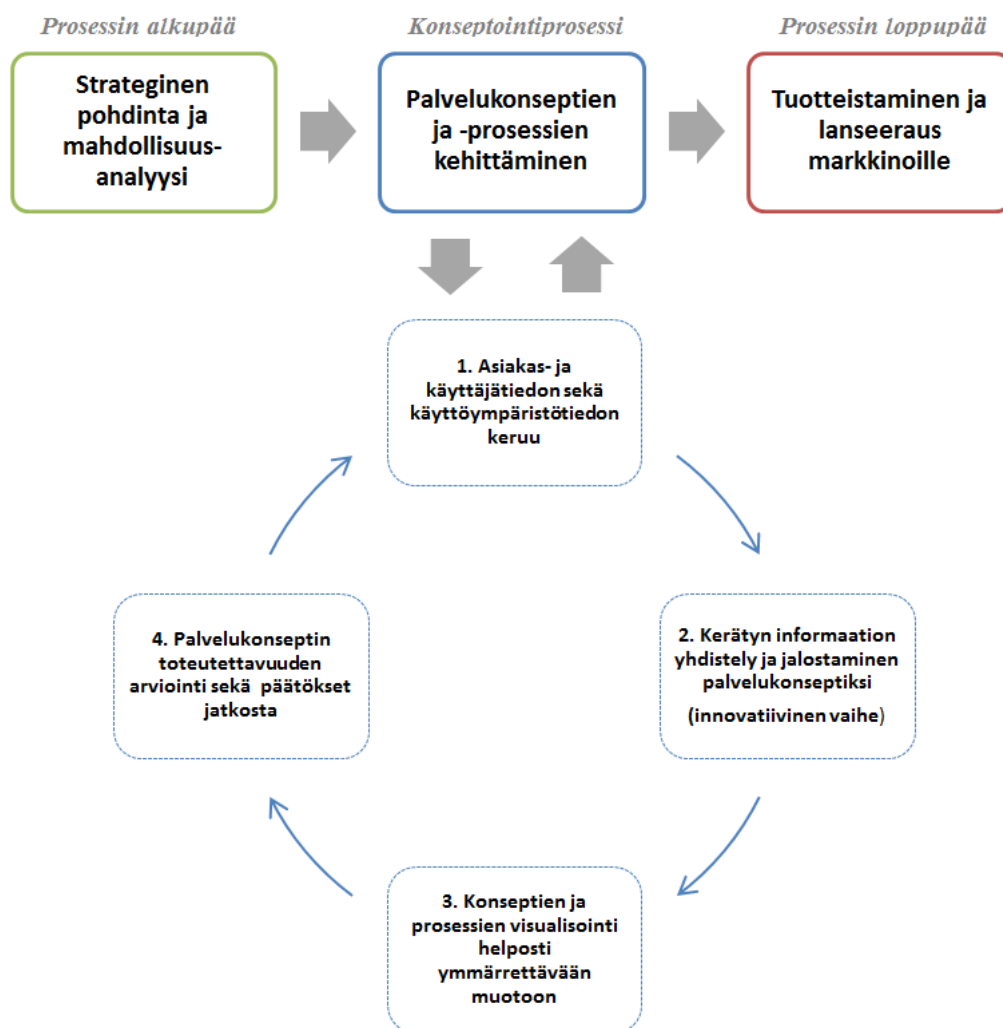 Prosessin alkupää
Konseptointiprosessi
Prosessin loppupää
Strateginen
pohdinta ja
mahdollisuus-
analyysi
Palvelukonseptien
ja -prosessien
kehittäminen
Tuotteistaminen ja
lanseeraus
markkinoille
1. Asiakas- ja
käyttäjätiedon sekä
käyttöympäristötiedon
keruu
2. Kerätyn informaation
yhdistely ja jalostaminen
palvelukonseptiksi
(innovatiivinen vaihe)
3. Konseptien ja
prosessien visualisointi
helposti
ymmärrettävään
muotoon
4. Palvelukonseptin
toteutettavuuden
arviointi sekä päätökset
jatkosta